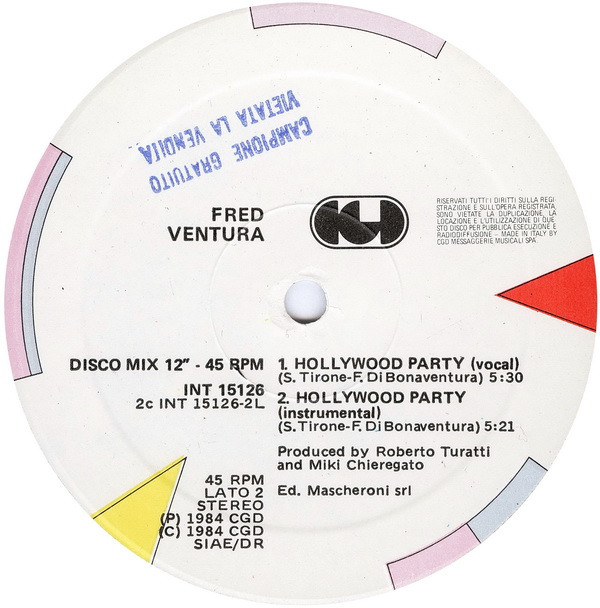 CAMPIONE GRATUITO
VIETATA LA VENDITA
FRED
VENTURA
RISERVATI TUTTI I DIRITTI SULLA REGI
STRAZIONE E SULL'OPERA REGISTRATA,
SONO VIETATE LA DUPLICAZIONE, LA
LOCAZIONE E L'UTILIZZAZIONE DI QUE
STO DISCO PER PUBBLICA ESECUZIONE E
RADIODIFFUSIONE - MADE IN ITALY BY
CGD MESSAGGERIE MUSICALI SPA
DISCO MIX 12" - 45 RPM
INT 15126
2c INT 15126-2L
1. HOLLYWOOD PARTY (vocal)
(S. Tirone-F. Di Bonaventura) 5:30
2. HOLLYWOOD PARTY
(instrumental)
(S. Tirone-F. Di Bonaventura) 5:21
Produced by Roberto Turatti
and Miki Chieregato
Ed. Mascheroni srl
45 RPM
LATO 2
STEREO
(P) 1984 CGD
(C) 1984 CGD
SIAE/DR